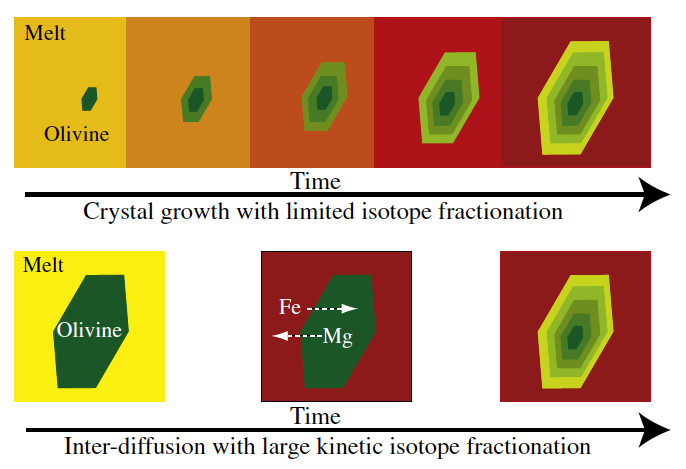 Melt
Olivine
Time
Crystal growth with limited isotope fractionation
Melt
Olivine
Fe
Mg
Time
Inter-diffusion with large kinetic isotope fractionation